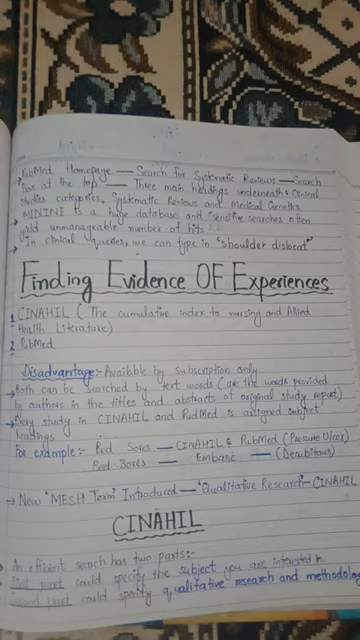 PubMed Homepage — Search for Systematic Reviews — Search
box at the top — Three main headings underneath: Clinical
studies categories, Systematic Reviews and Medical Genetics
is a huge database and sensitive searches often
yield unmanageable number of hits
→ In clinical queries, we can type in "shoulder
Finding Evidence OF Experiences
1 CINAHIL ( The cumulative index to nursing and Allied
Health Literature)
2 PubMed
Disadvantage:- Availble by subscription only
→ Both can be searched by text words (are the words provided
by authors in the titles and abstracts of original study report)
→ Every study in CINAHIL and PudMed is assigned subject
headings
For example:- Bed Sores — CINAHIL & PubMed (Pressure Ulcer)
Bed Sores — Embase —
→ New "MESH Term" Introduced — "Qualitative Research" - CINAHIL
CINAHIL
An efficient search has two parts:-
First part could specify the subject you are interested in
Second part could specify qualitative research and methodology